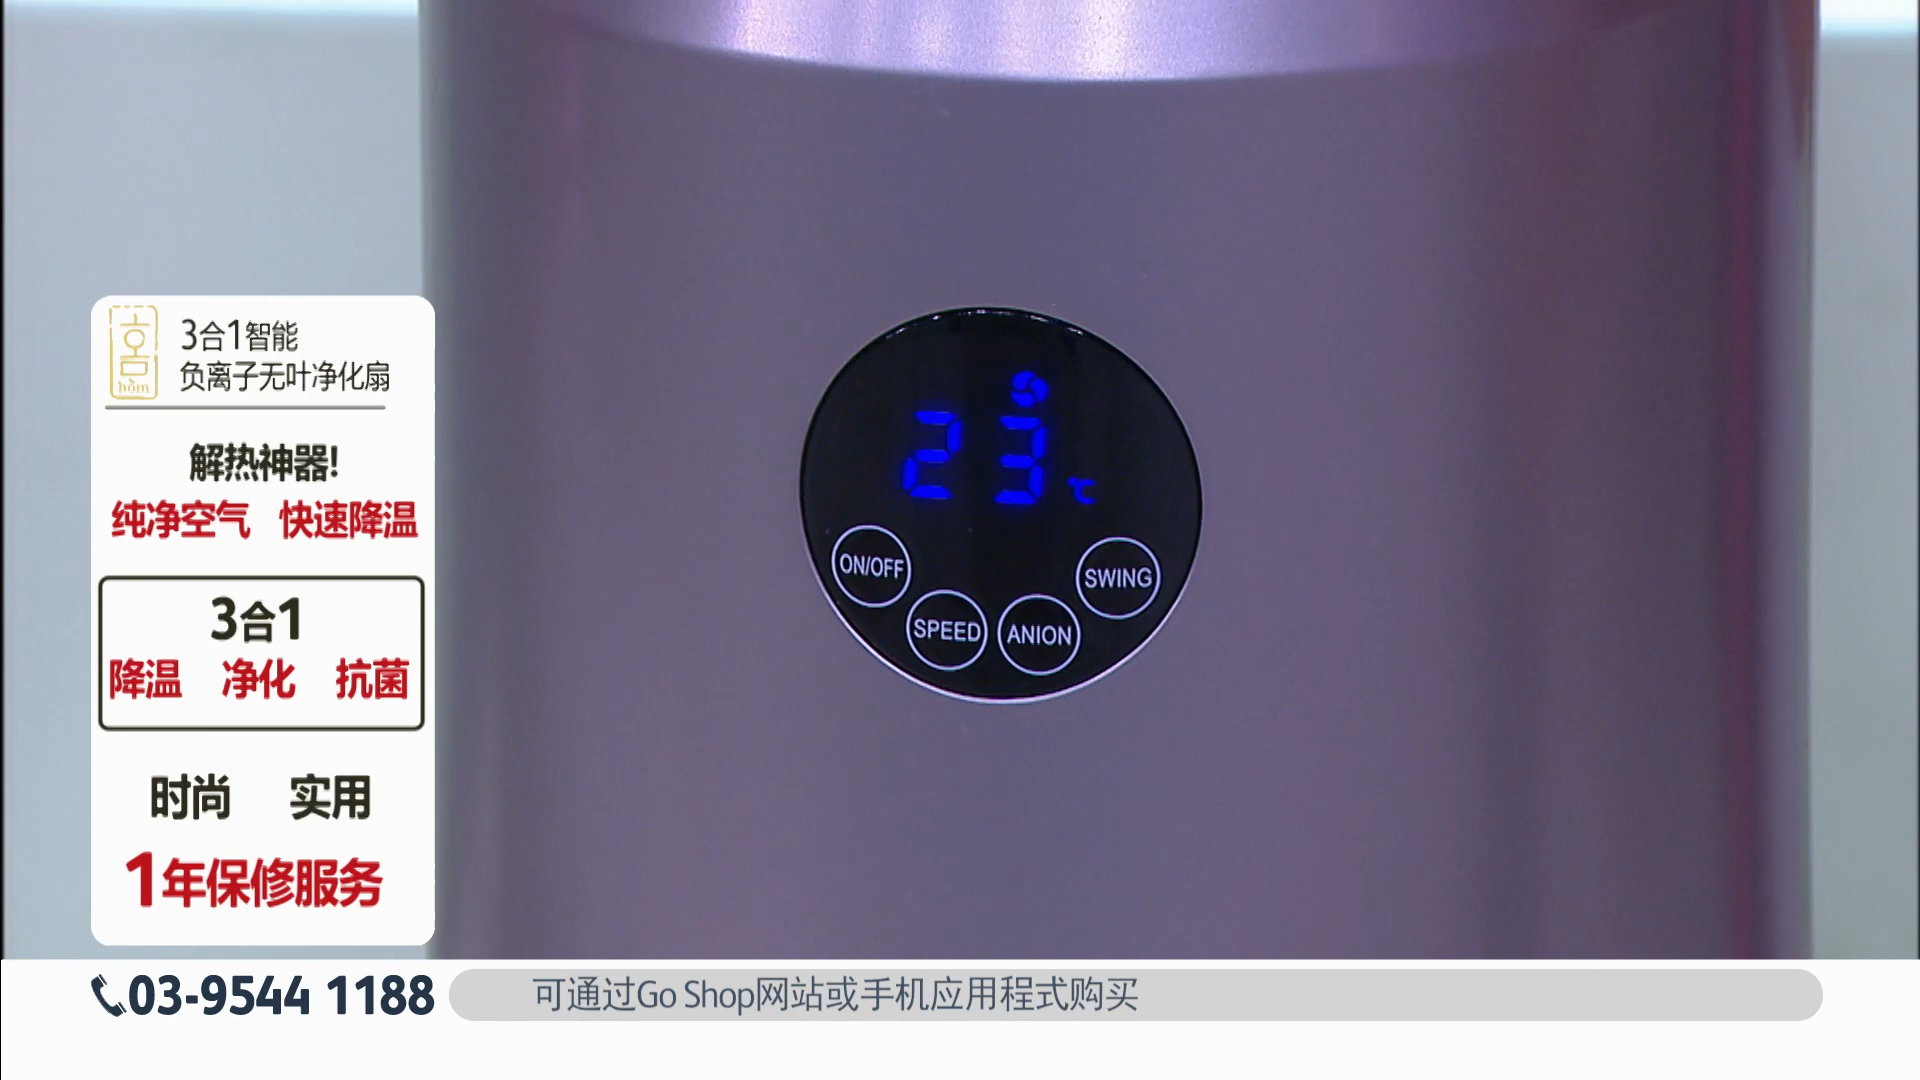 喜
hôm
3合1智能
负离子无叶净化扇
解热神器!
纯净空气 快速降温
3合1
降温 净化 抗菌
时尚 实用
1年保修服务
23℃
ON/OFF
SPEED
ANION
SWING
03-9544 1188
可通过Go Shop网站或手机应用程式购买